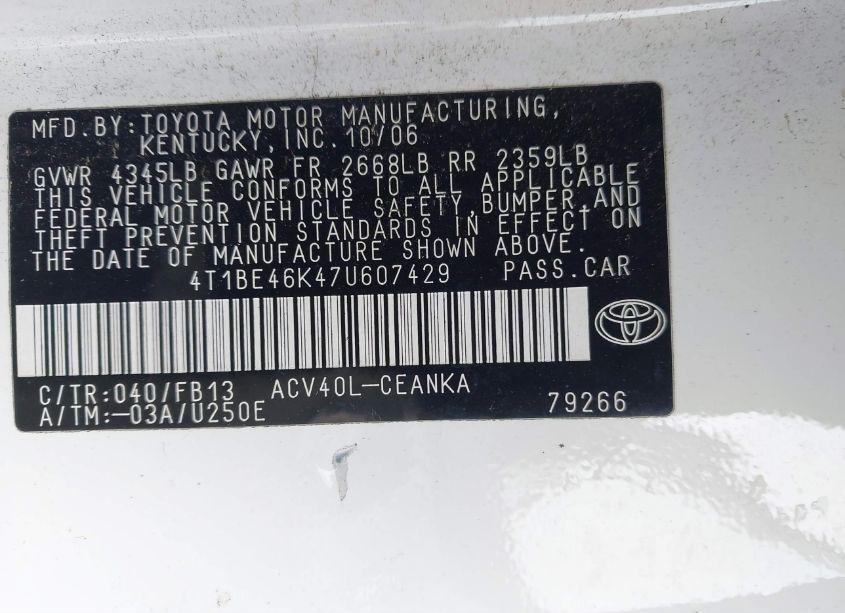 MFD.BY:TOYOTA MOTOR MANUFACTURING,
KENTUCKY,INC.10/06
GVWR 4345LB GAWR FR 2668LB RR 2359LB
THIS VEHICLE CONFORMS TO ALL APPLICABLE
FEDERAL MOTOR VEHICLE SAFETY,BUMPER,AND
THEFT PREVENTION STANDARDS IN EFFECT ON
THE DATE OF MANUFACTURE SHOWN ABOVE.
4T1BE46K47U607429 PASS.CAR
C/TR:040/FB13 ACV40L-CEANKA
A/TM:-03A/U250E 79266